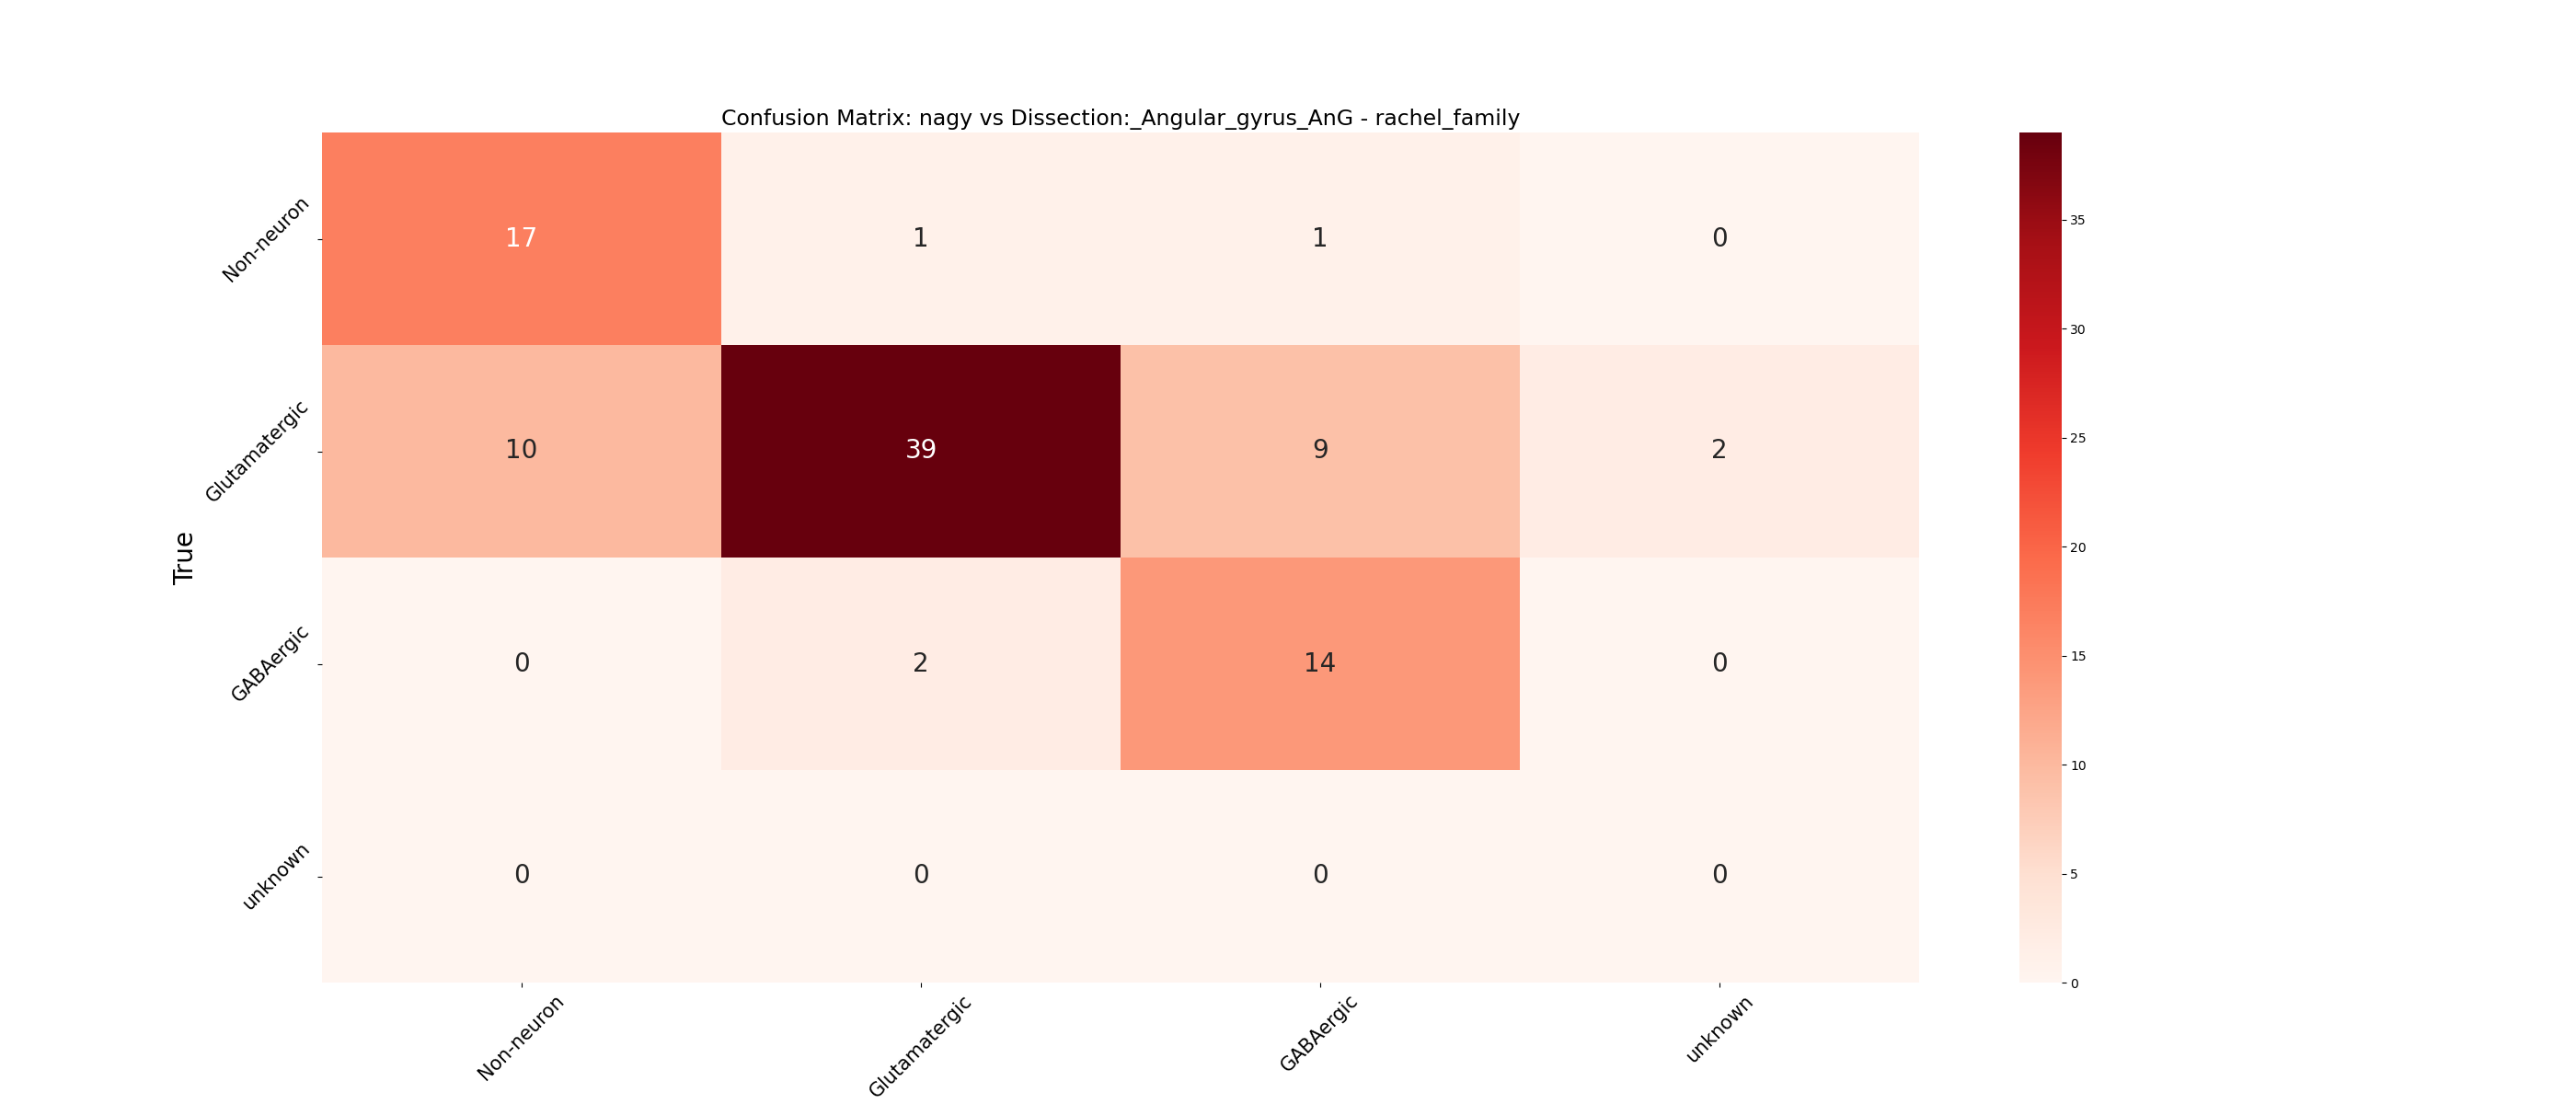 Confusion Matrix: nagy vs Dissection:_Angular_gyrus_AnG - rachel_family
True
Non-neuron 17 1 1 0
Glutamatergic 10 39 9 2
GABAergic 0 2 14 0
unknown 0 0 0 0
Non-neuron Glutamatergic GABAergic unknown
35
30
25
20
15
10
5
0